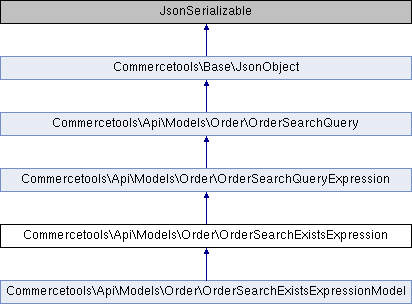 JsonSerializable
Commercetools\Base\JsonObject
Commercetools\Api\Models\Order\OrderSearchQuery
Commercetools\Api\Models\Order\OrderSearchQueryExpression
Commercetools\Api\Models\Order\OrderSearchExistsExpression
Commercetools\Api\Models\Order\OrderSearchExistsExpressionModel